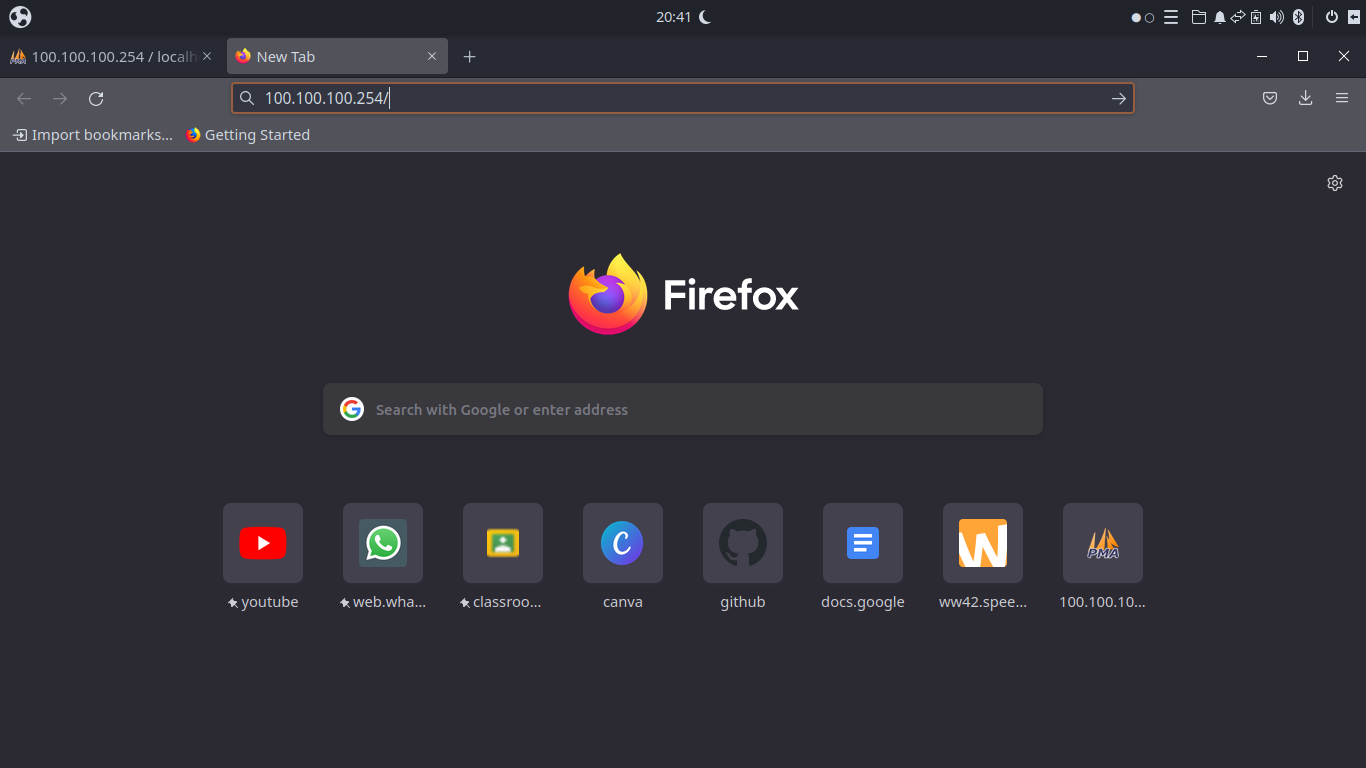 20:41
100.100.100.254 / localh
New Tab
100.100.100.254/
Import bookmarks...
Getting Started
Firefox
Search with Google or enter address
PMA
youtube
web.wha...
classroo...
canva
github
docs.google
ww42.spee...
100.100.10...